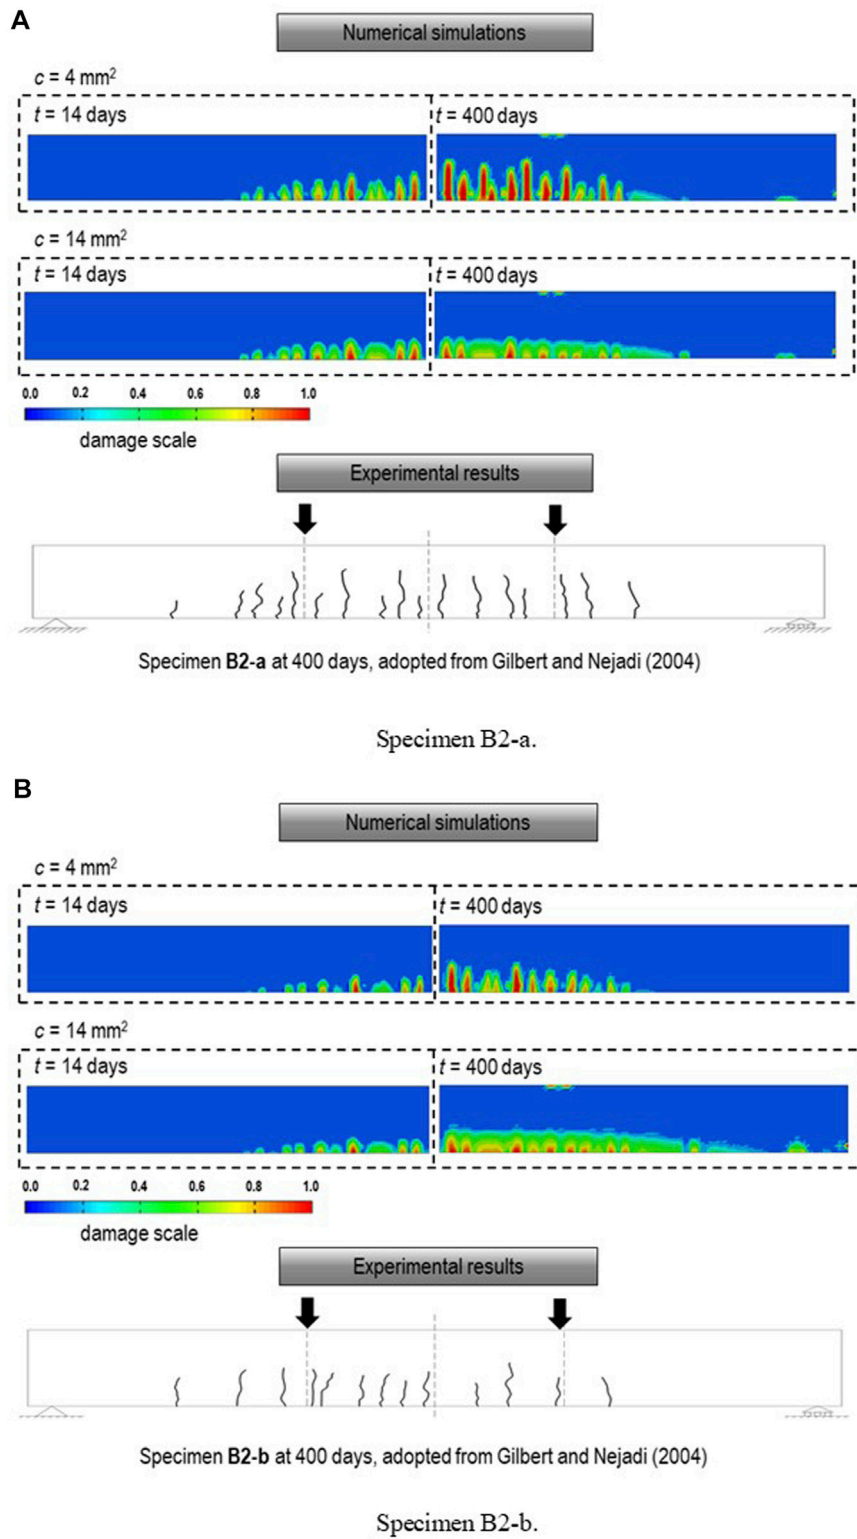 A
Numerical simulations
c = 4 mm²
t = 14 days
t = 400 days
c = 14 mm²
t = 14 days
t = 400 days
0.0 0.2 0.4 0.6 0.8 1.0
damage scale
Experimental results
Specimen B2-a at 400 days, adopted from Gilbert and Nejadi (2004)
Specimen B2-a.
B
Numerical simulations
c = 4 mm²
t = 14 days
t = 400 days
c = 14 mm²
t = 14 days
t = 400 days
0.0 0.2 0.4 0.6 0.8 1.0
damage scale
Experimental results
Specimen B2-b at 400 days, adopted from Gilbert and Nejadi (2004)
Specimen B2-b.